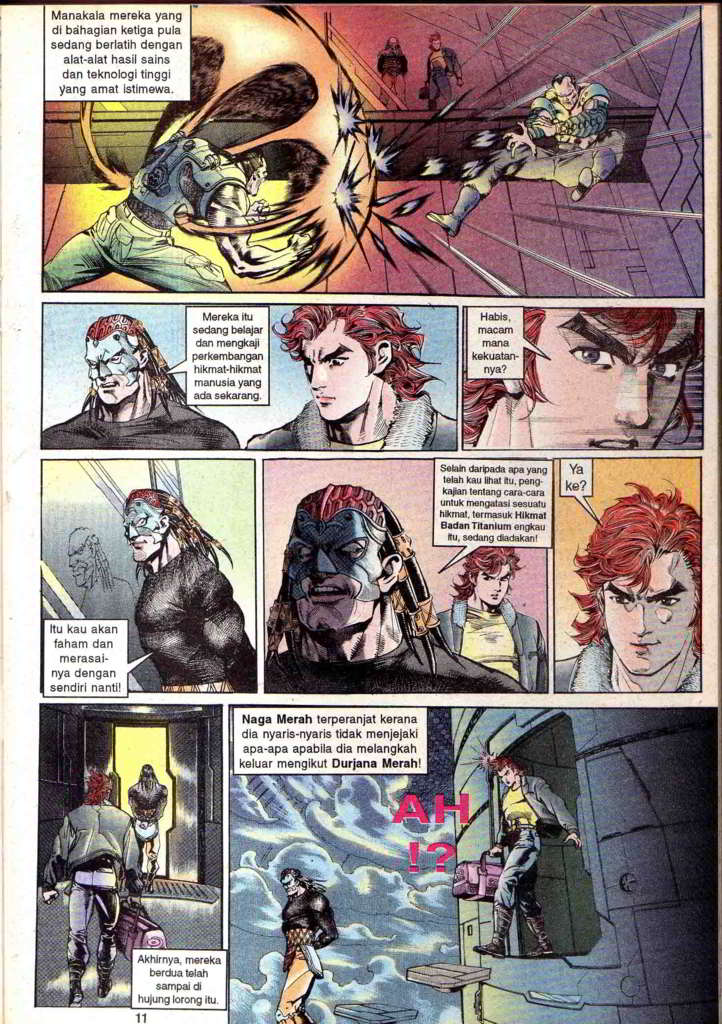 Manakala mereka yang
di bahagian ketiga pula
sedang berlatih dengan
alat-alat hasil sains
dan teknologi tinggi
yang amat istimewa.
Mereka itu
sedang belajar
dan mengkaji
perkembangan
hikmat-hikmat
manusia yang
ada sekarang.
Habis,
macam
mana
kekuatan-
nya?
Itu kau akan
faham dan
merasai-
nya dengan
sendiri nanti!
Selain daripada apa yang
telah kau lihat itu, peng-
kajian tentang cara-cara
untuk mengatasi sesuatu
hikmat, termasuk Hikmat
Badan Titanium engkau
itu, sedang diadakan!
Ya
ke?
Akhirnya, mereka
berdua telah
sampai di
hujung lorong itu.
Naga Merah terperanjat kerana
dia nyaris-nyaris tidak menjejaki
apa-apa apabila dia melangkah
keluar mengikut Durjana Merah!
AH
!?
11